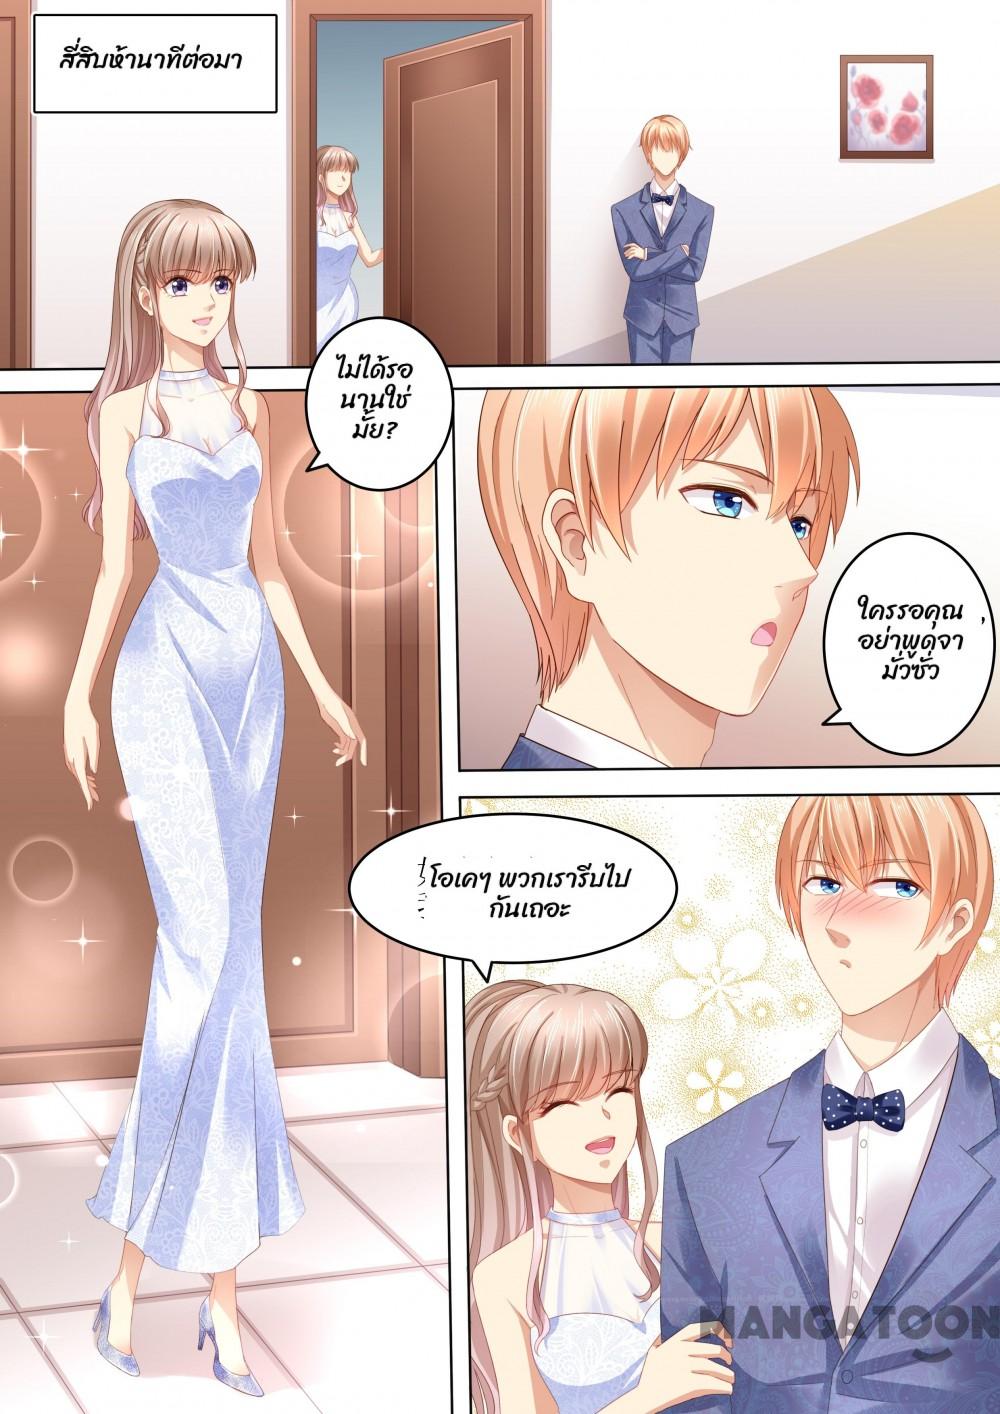 สี่สิบห้านาทีต่อมา
ไม่ได้รอ
นานใช่
มั้ย?
ใครรอคุณ
อย่าพูดจา
มั่วซั่ว
โอเคๆ พวกเรารีบไป
กันเถอะ
MANGATOON